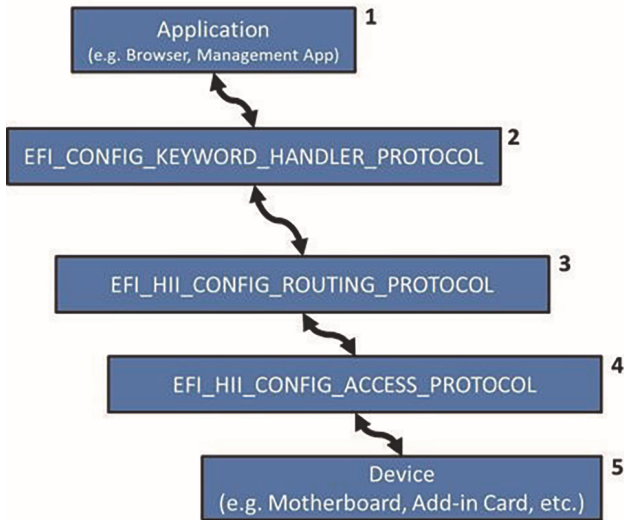 1
Application
(e.g. Browser, Management App)
2
EFI_CONFIG_KEYWORD_HANDLER_PROTOCOL
3
EFI_HII_CONFIG_ROUTING_PROTOCOL
4
EFI_HII_CONFIG_ACCESS_PROTOCOL
5
Device
(e.g. Motherboard, Add-in Card, etc.)